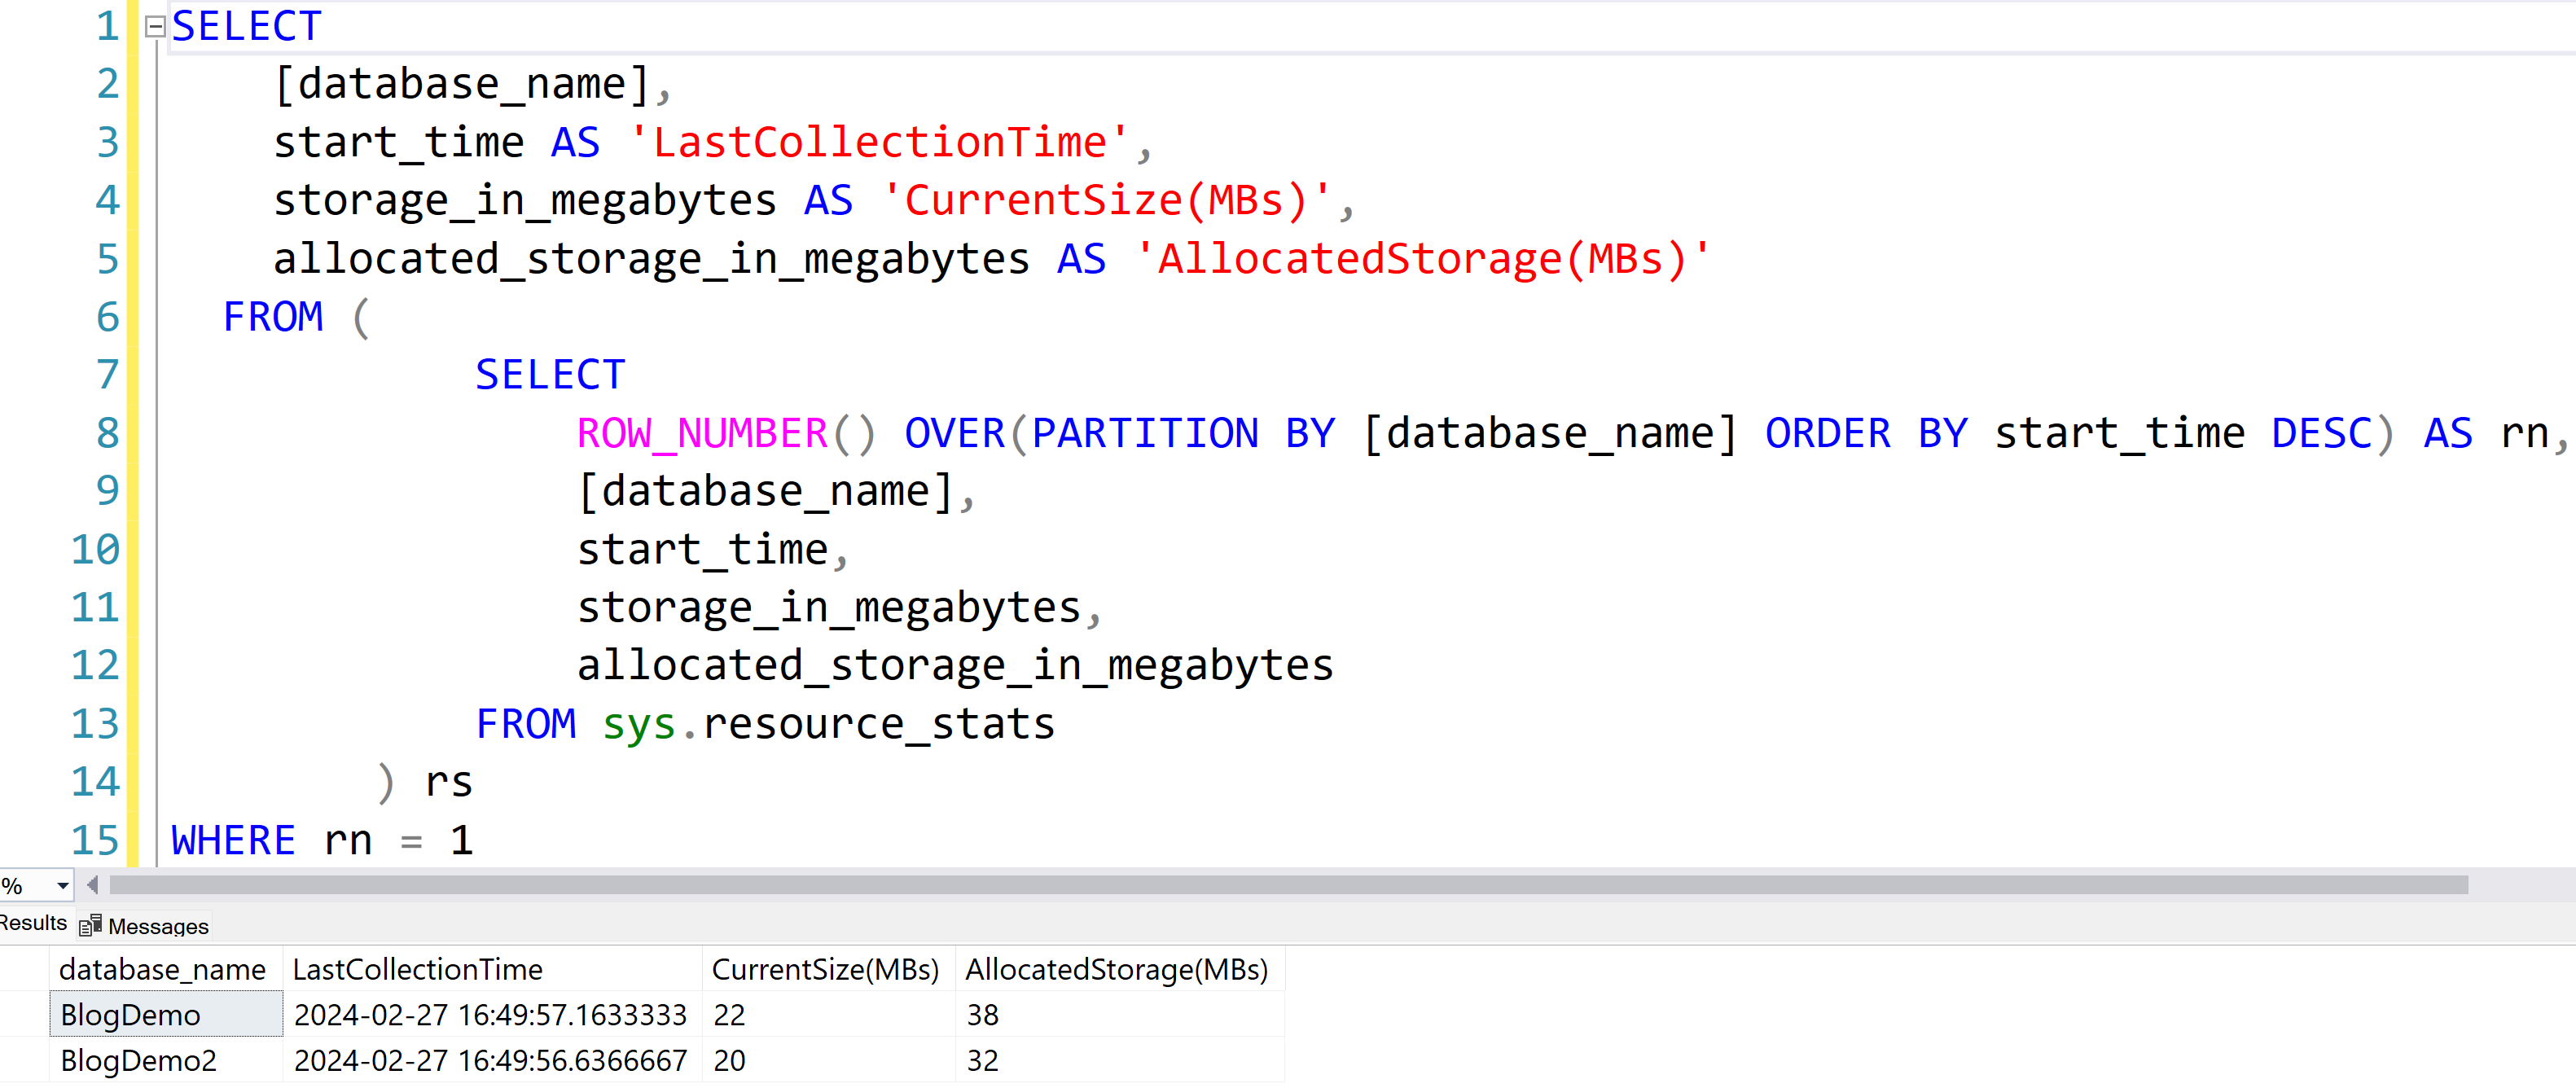 1 SELECT
2 [database_name],
3 start_time AS 'LastCollectionTime',
4 storage_in_megabytes AS 'CurrentSize(MBs)',
5 allocated_storage_in_megabytes AS 'AllocatedStorage(MBs)'
6 FROM (
7 SELECT
8 ROW_NUMBER() OVER(PARTITION BY [database_name] ORDER BY start_time DESC) AS rn,
9 [database_name],
10 start_time,
11 storage_in_megabytes,
12 allocated_storage_in_megabytes
13 FROM sys.resource_stats
14 ) rs
15 WHERE rn = 1
%
Results Messages
database_name LastCollectionTime CurrentSize(MBs) AllocatedStorage(MBs)
BlogDemo 2024-02-27 16:49:57.1633333 22 38
BlogDemo2 2024-02-27 16:49:56.6366667 20 32